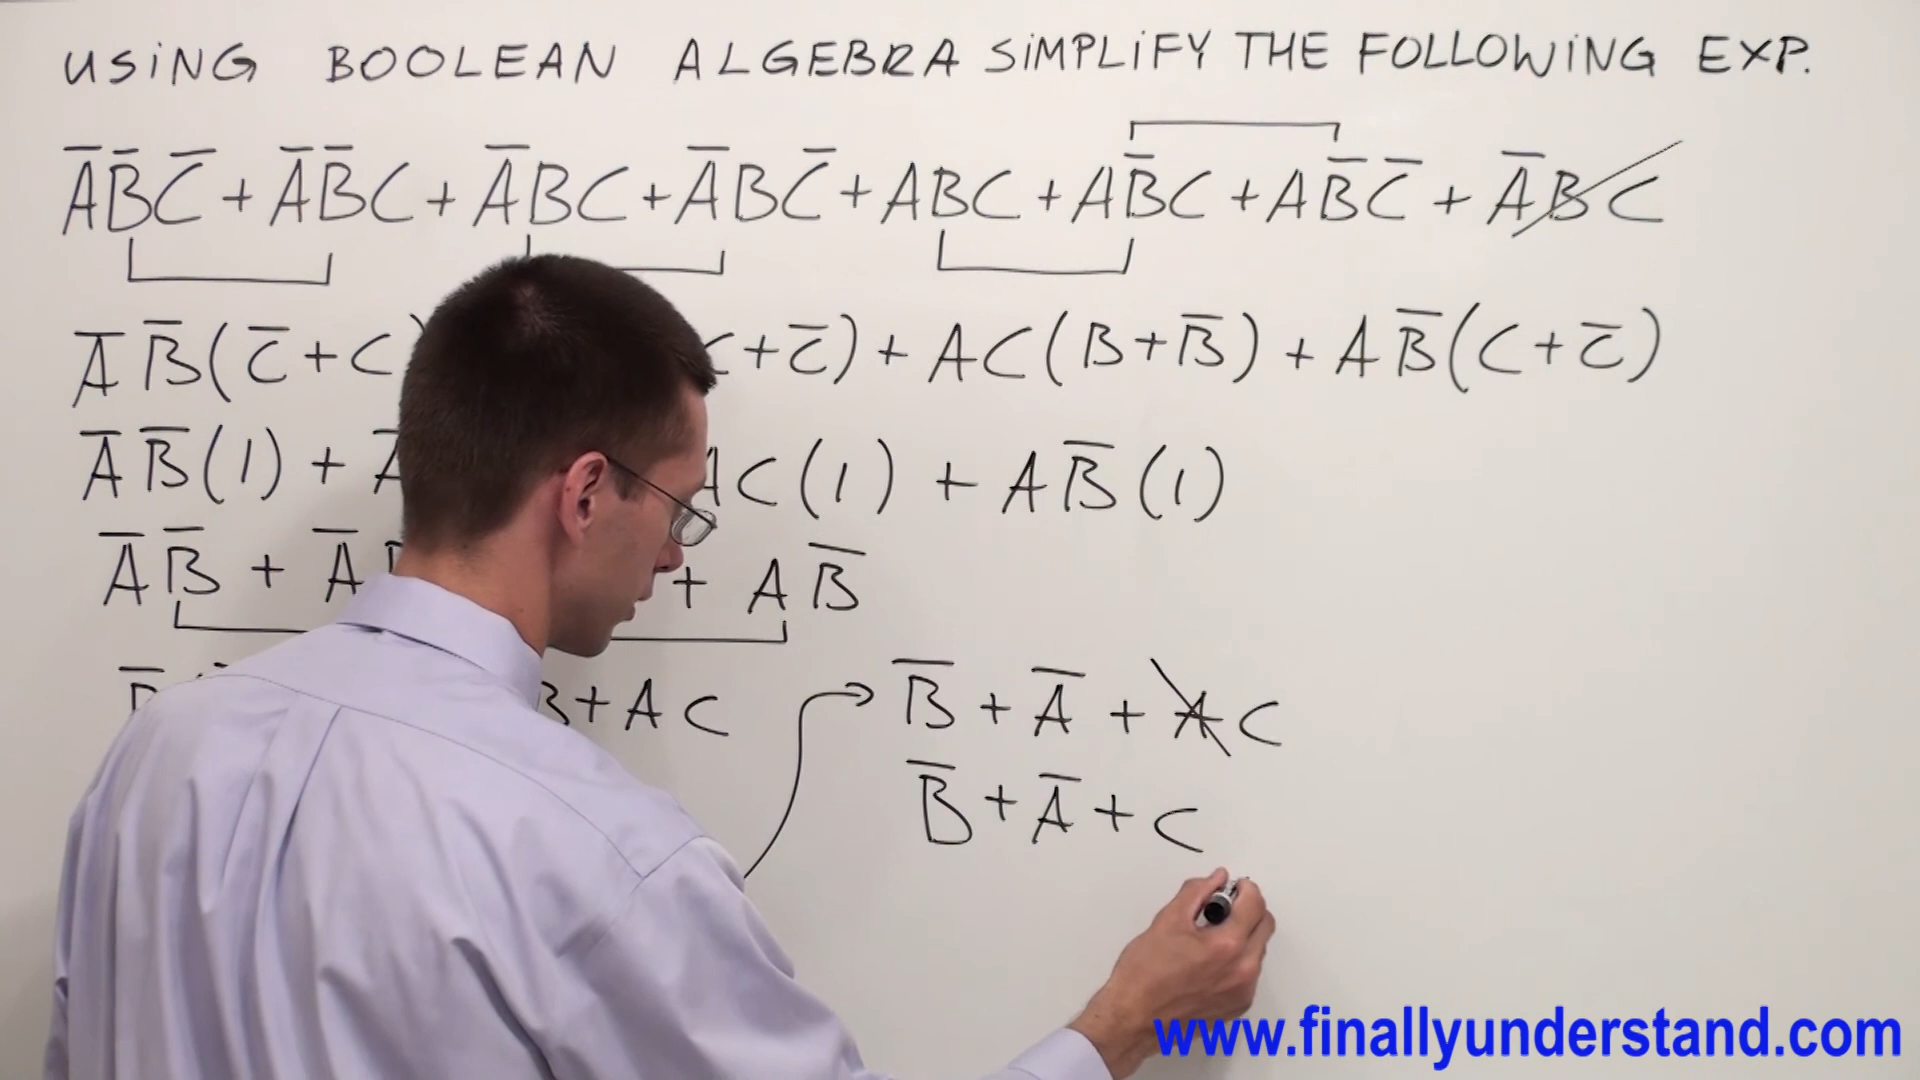 USiNG BOOLEAN ALGEBRA SiMPLiFY THE FOLLOWiNG EXP.
A̅B̅C̅ + A̅B̅C + A̅BC + A̅BC̅ + ABC + AB̅C + AB̅C̅ + A̅BC
A̅B̅(C̅+C +C̅) + AC(B+B̅) + AB̅(C+C̅)
A̅B̅(1) + A̅ AC(1) + AB̅(1)
A̅B̅ + A̅ + AB̅
B+AC
B̅ + A̅ + AC
B̅ + A̅ + C
www.finallyunderstand.com